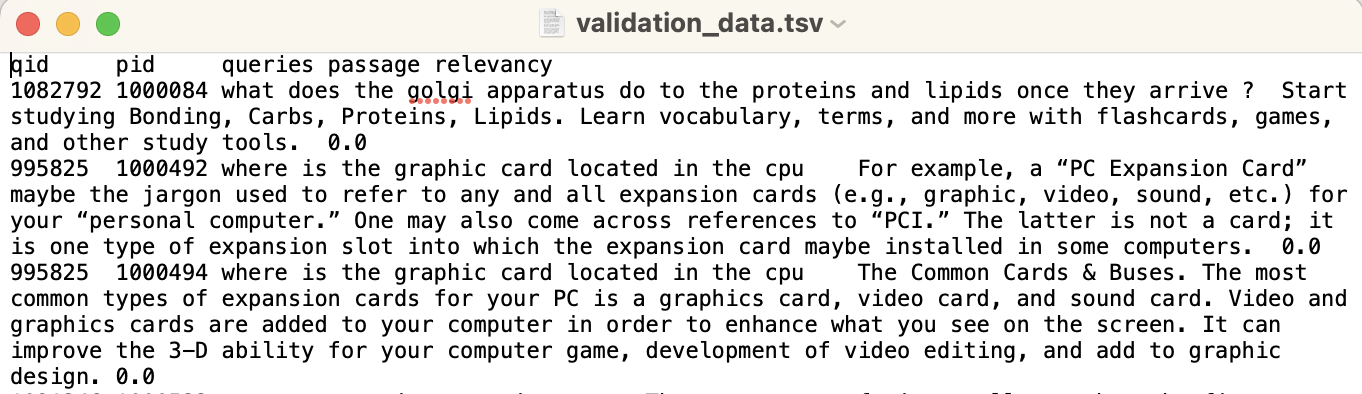 validation_data.tsv
qid pid queries passage relevancy
1082792 1000084 what does the golgi apparatus do to the proteins and lipids once they arrive ? Start
studying Bonding, Carbs, Proteins, Lipids. Learn vocabulary, terms, and more with flashcards, games,
and other study tools. 0.0
995825 1000492 where is the graphic card located in the cpu For example, a “PC Expansion Card”
maybe the jargon used to refer to any and all expansion cards (e.g., graphic, video, sound, etc.) for
your “personal computer.” One may also come across references to “PCI.” The latter is not a card; it
is one type of expansion slot into which the expansion card maybe installed in some computers. 0.0
995825 1000494 where is the graphic card located in the cpu The Common Cards & Buses. The most
common types of expansion cards for your PC is a graphics card, video card, and sound card. Video and
graphics cards are added to your computer in order to enhance what you see on the screen. It can
improve the 3-D ability for your computer game, development of video editing, and add to graphic
design. 0.0